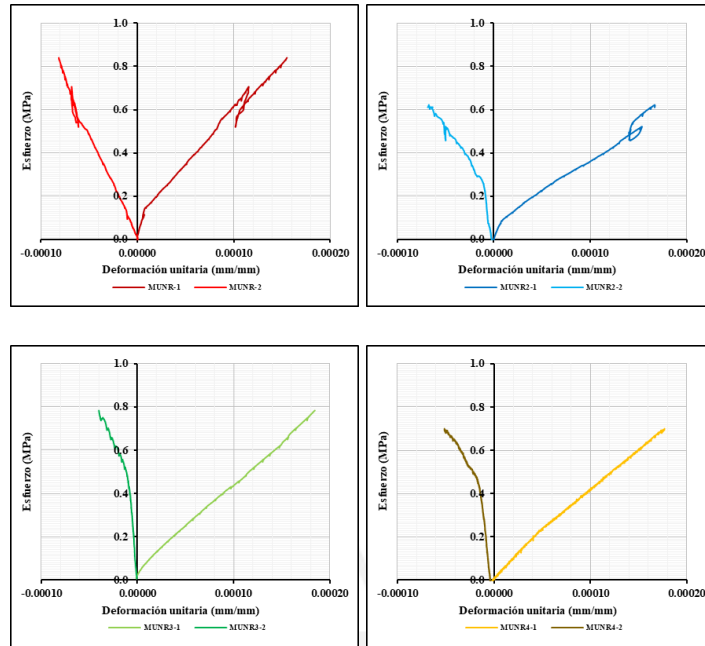 1.0
0.8
0.6
0.4
0.2
0.0
-0.00010 0.00000 0.00010 0.00020
Esfuerzo (MPa)
Deformación unitaria (mm/mm)
MUNR-1 MUNR-2
1.0
0.8
0.6
0.4
0.2
0.0
-0.00010 0.00000 0.00010 0.00020
Esfuerzo (MPa)
Deformación unitaria (mm/mm)
MUNR2-1 MUNR2-2
1.0
0.8
0.6
0.4
0.2
0.0
-0.00010 0.00000 0.00010 0.00020
Esfuerzo (MPa)
Deformación unitaria (mm/mm)
MUNR3-1 MUNR3-2
1.0
0.8
0.6
0.4
0.2
0.0
-0.00010 0.00000 0.00010 0.00020
Esfuerzo (MPa)
Deformación unitaria (mm/mm)
MUNR4-1 MUNR4-2